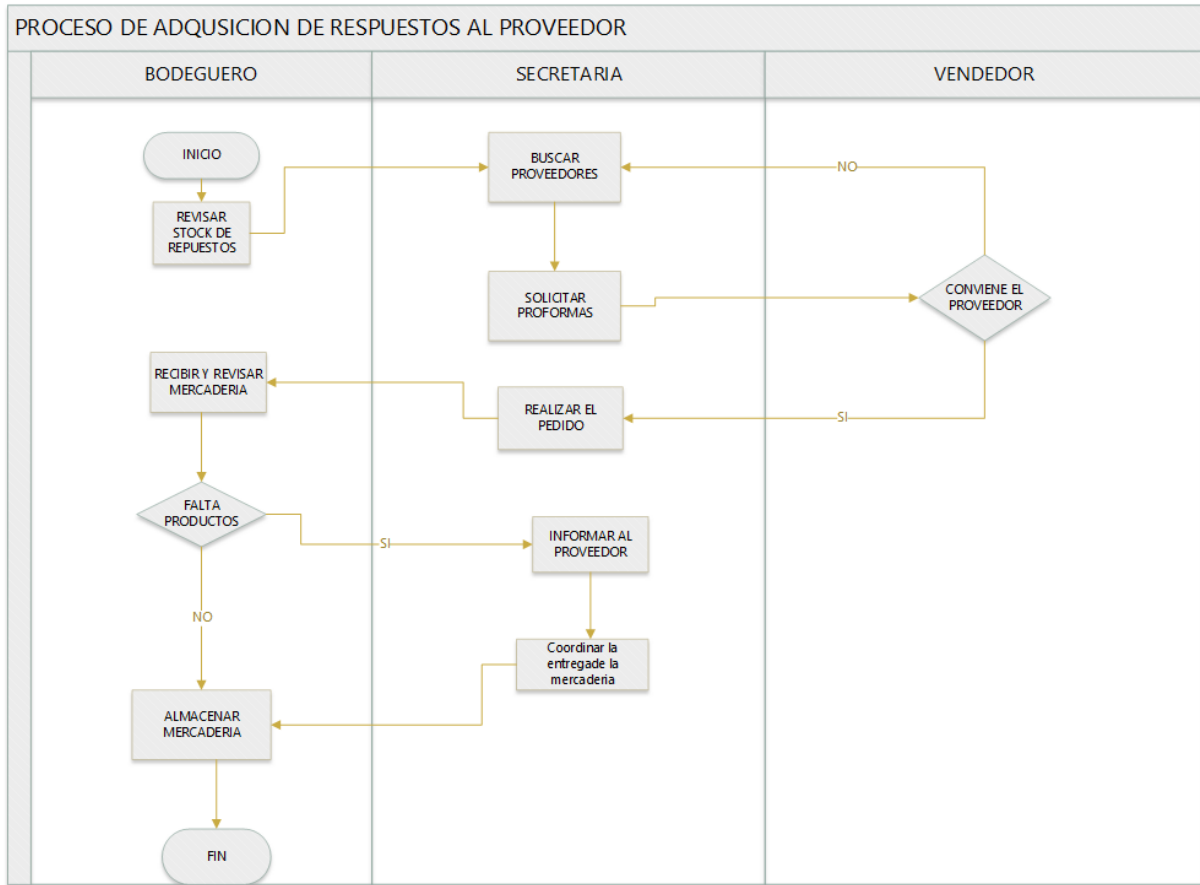 PROCESO DE ADQUSICION DE RESPUESTOS AL PROVEEDOR
BODEGUERO
SECRETARIA
VENDEDOR
INICIO
REVISAR
STOCK DE
REPUESTOS
BUSCAR
PROVEEDORES
NO
SOLICITAR
PROFORMAS
CONVIENE EL
PROVEEDOR
RECIBIR Y REVISAR
MERCADERIA
REALIZAR EL
PEDIDO
SI
FALTA
PRODUCTOS
SI
INFORMAR AL
PROVEEDOR
NO
Coordinar la
entregade la
mercaderia
ALMACENAR
MERCADERIA
FIN